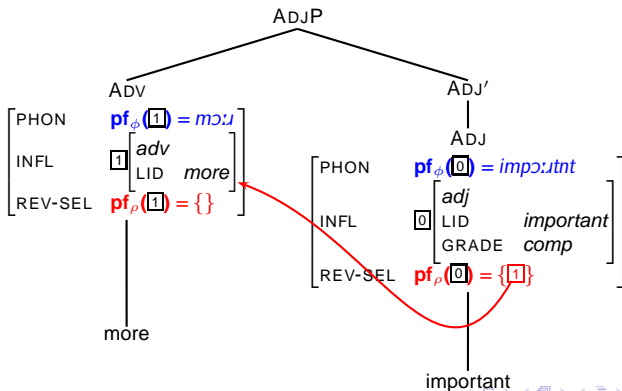 ADJP
ADV
PHON pfϕ(1) = mɔːɹ
INFL 1 adv
LID more
REV-SEL pfρ(1) = {}
more
ADJ′
ADJ
PHON pfϕ(0) = impɔːɹtnt
INFL 0 adj
LID important
GRADE comp
REV-SEL pfρ(0) = {1}
important